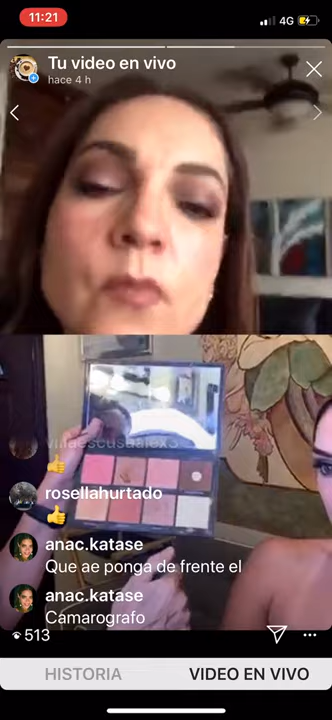 11:21
4G
Tu video en vivo
hace 4 h
👍
rosellahurtado
👍
anac.katase
Que ae ponga de frente el
anac.katase
Camarografo
513
HISTORIA
VIDEO EN VIVO